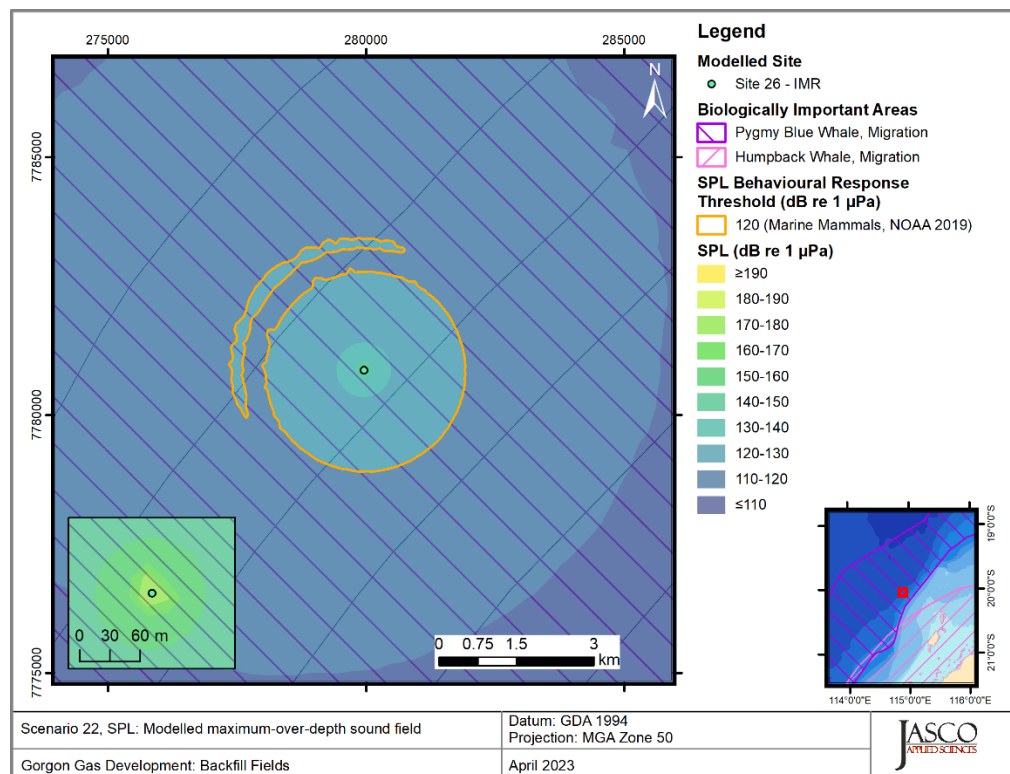 275000
280000
285000
7785000
7780000
7775000
N
0 30 60 m
0 0.75 1.5 3
km
Legend
Modelled Site
Site 26 - IMR
Biologically Important Areas
Pygmy Blue Whale, Migration
Humpback Whale, Migration
SPL Behavioural Response
Threshold (dB re 1 µPa)
120 (Marine Mammals, NOAA 2019)
SPL (dB re 1 µPa)
≥190
180-190
170-180
160-170
150-160
140-150
130-140
120-130
110-120
≤110
19°0'0"S
20°0'0"S
21°0'0"S
114°0'0"E
115°0'0"E
116°0'0"E
Scenario 22, SPL: Modelled maximum-over-depth sound field
Datum: GDA 1994
Projection: MGA Zone 50
Gorgon Gas Development: Backfill Fields
April 2023
JASCO
APPLIED SCIENCES